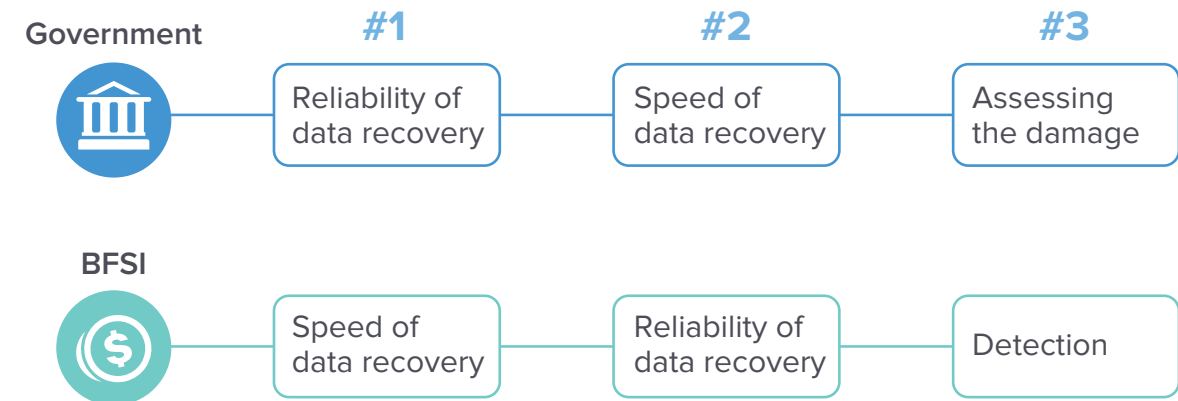 Government
#1
#2
#3
Reliability of
data recovery
Speed of
data recovery
Assessing
the damage
BFSI
$
Speed of
data recovery
Reliability of
data recovery
Detection